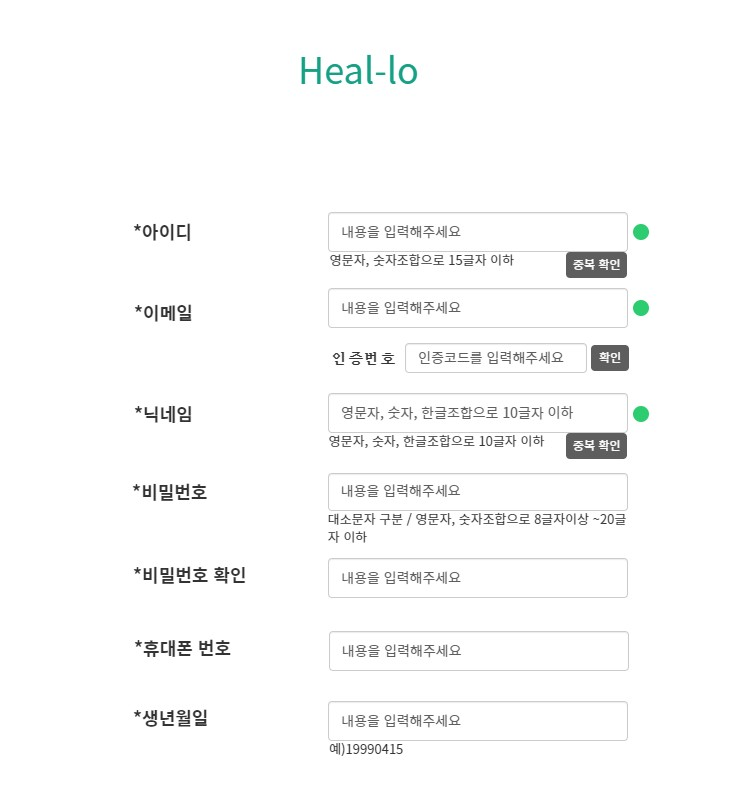 Heal-lo
*아이디
내용을 입력해주세요
영문자, 숫자조합으로 15글자 이하
중복 확인
*이메일
내용을 입력해주세요
인증번호
인증코드를 입력해주세요
확인
*닉네임
영문자, 숫자, 한글조합으로 10글자 이하
영문자, 숫자, 한글조합으로 10글자 이하
중복 확인
*비밀번호
내용을 입력해주세요
대소문자 구분 / 영문자, 숫자조합으로 8글자이상 ~20글
자 이하
*비밀번호 확인
내용을 입력해주세요
*휴대폰 번호
내용을 입력해주세요
*생년월일
내용을 입력해주세요
예)19990415